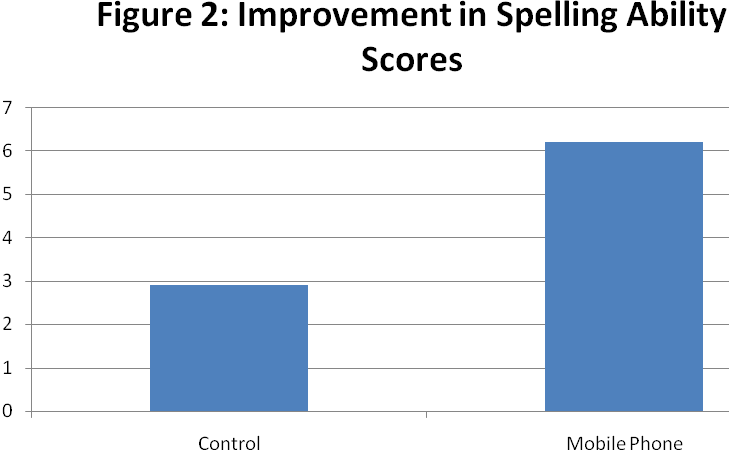 Figure 2: Improvement in Spelling Ability
Scores
7
6
5
4
3
2
1
0
Control
Mobile Phone